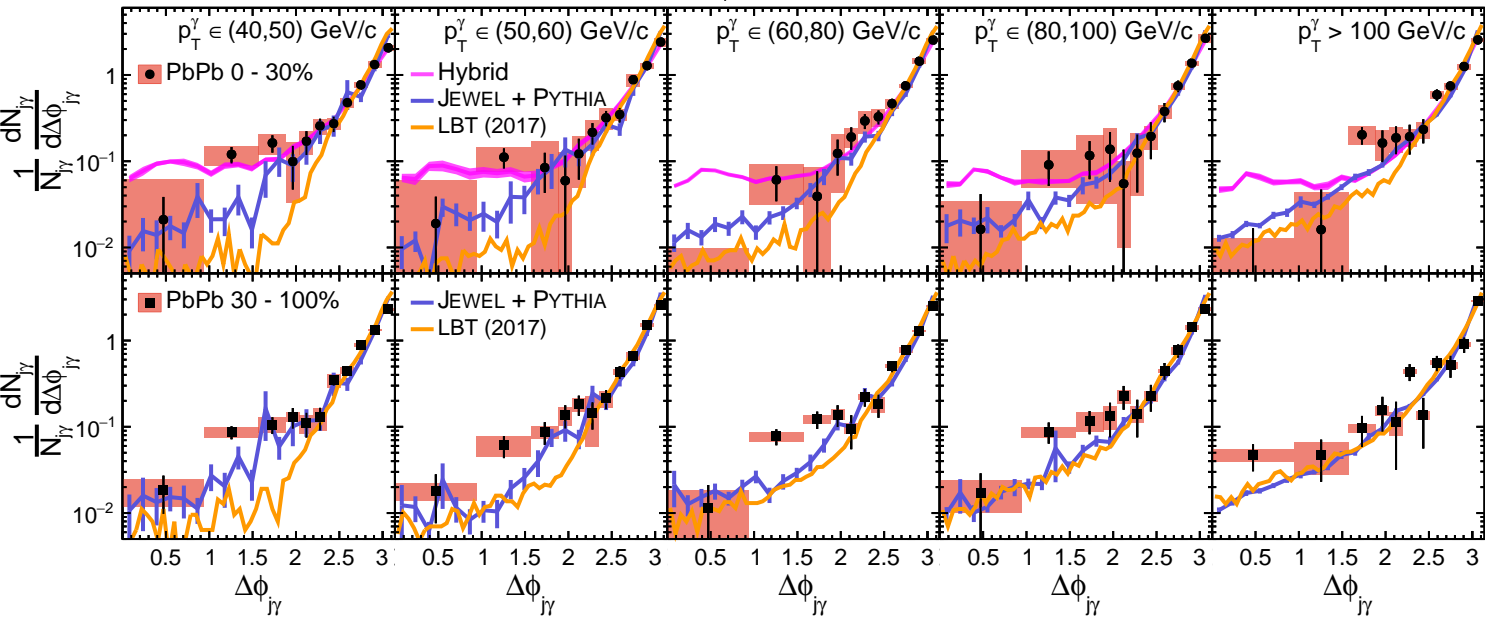 p_T^γ ∈ (40,50) GeV/c
p_T^γ ∈ (50,60) GeV/c
p_T^γ ∈ (60,80) GeV/c
p_T^γ ∈ (80,100) GeV/c
p_T^γ > 100 GeV/c
PbPb 0 - 30%
Hybrid
JEWEL + PYTHIA
LBT (2017)
1/N_jγ dN_jγ/dΔϕ_jγ
1
10^−1
10^−2
PbPb 30 - 100%
JEWEL + PYTHIA
LBT (2017)
1/N_jγ dN_jγ/dΔϕ_jγ
1
10^−1
10^−2
0.5 1 1.5 2 2.5 3
0.5 1 1.5 2 2.5 3
0.5 1 1.5 2 2.5 3
0.5 1 1.5 2 2.5 3
0.5 1 1.5 2 2.5 3
Δϕ_jγ
Δϕ_jγ
Δϕ_jγ
Δϕ_jγ
Δϕ_jγ